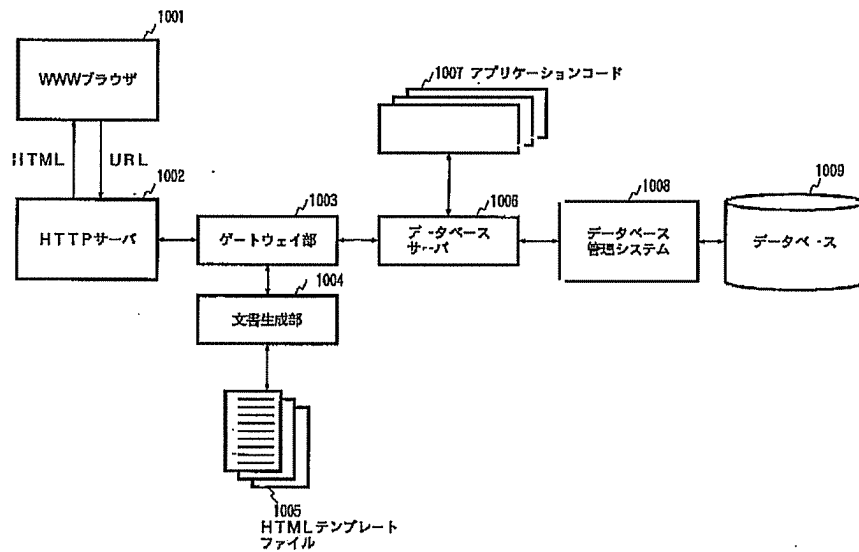 1001
WWWブラウザ
HTML
URL
1002
HTTPサーバ
1003
ゲートウェイ部
1004
文書生成部
1005
HTMLテンプレート
ファイル
1007 アプリケーションコード
1006
データベース
サーバ
1008
データベース
管理システム
1009
データベース